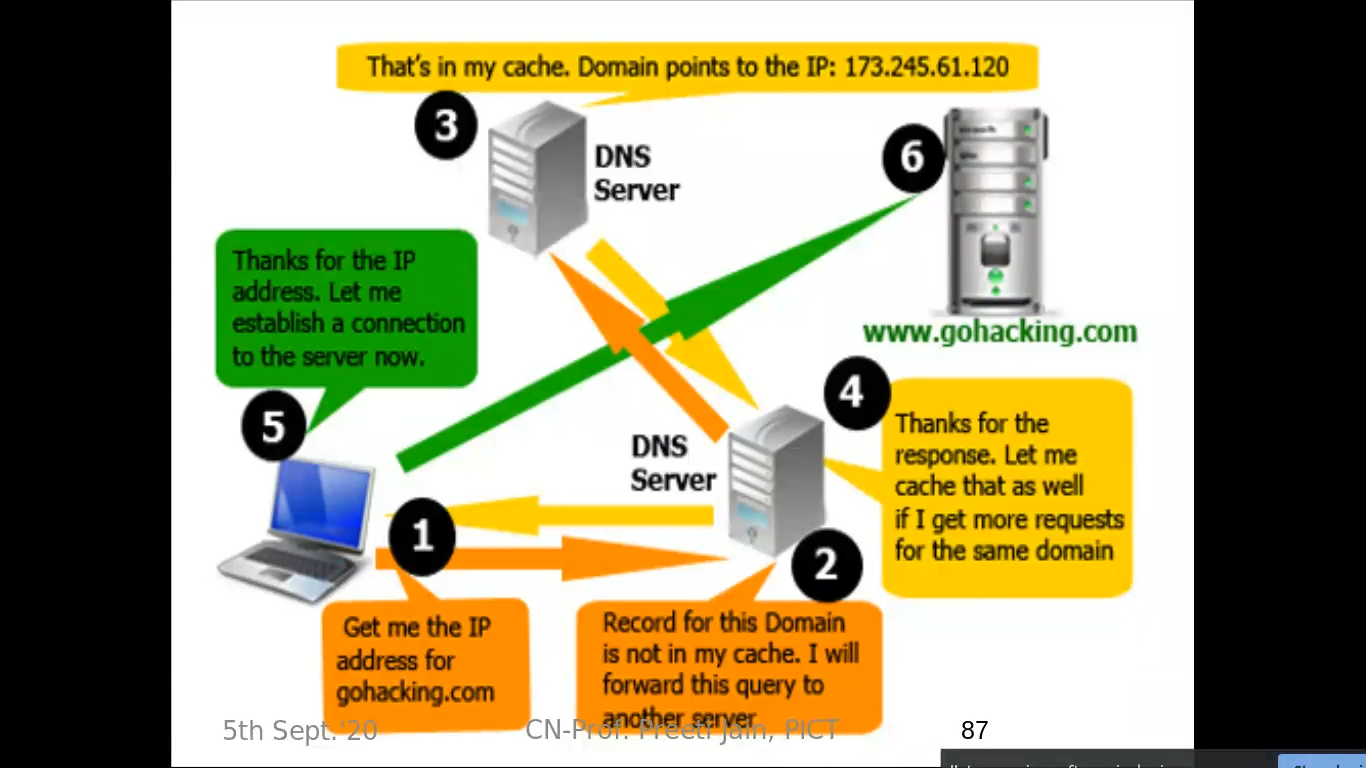 That's in my cache. Domain points to the IP: 173.245.61.120
3
DNS
Server
6
www.gohacking.com
Thanks for the IP
address. Let me
establish a connection
to the server now.
5
4
Thanks for the
response. Let me
cache that as well
if I get more requests
for the same domain
DNS
Server
1
2
Get me the IP
address for
gohacking.com
Record for this Domain
is not in my cache. I will
forward this query to
another server
5th Sept. '20
CN-Prof. Preeti Jain, PICT
87